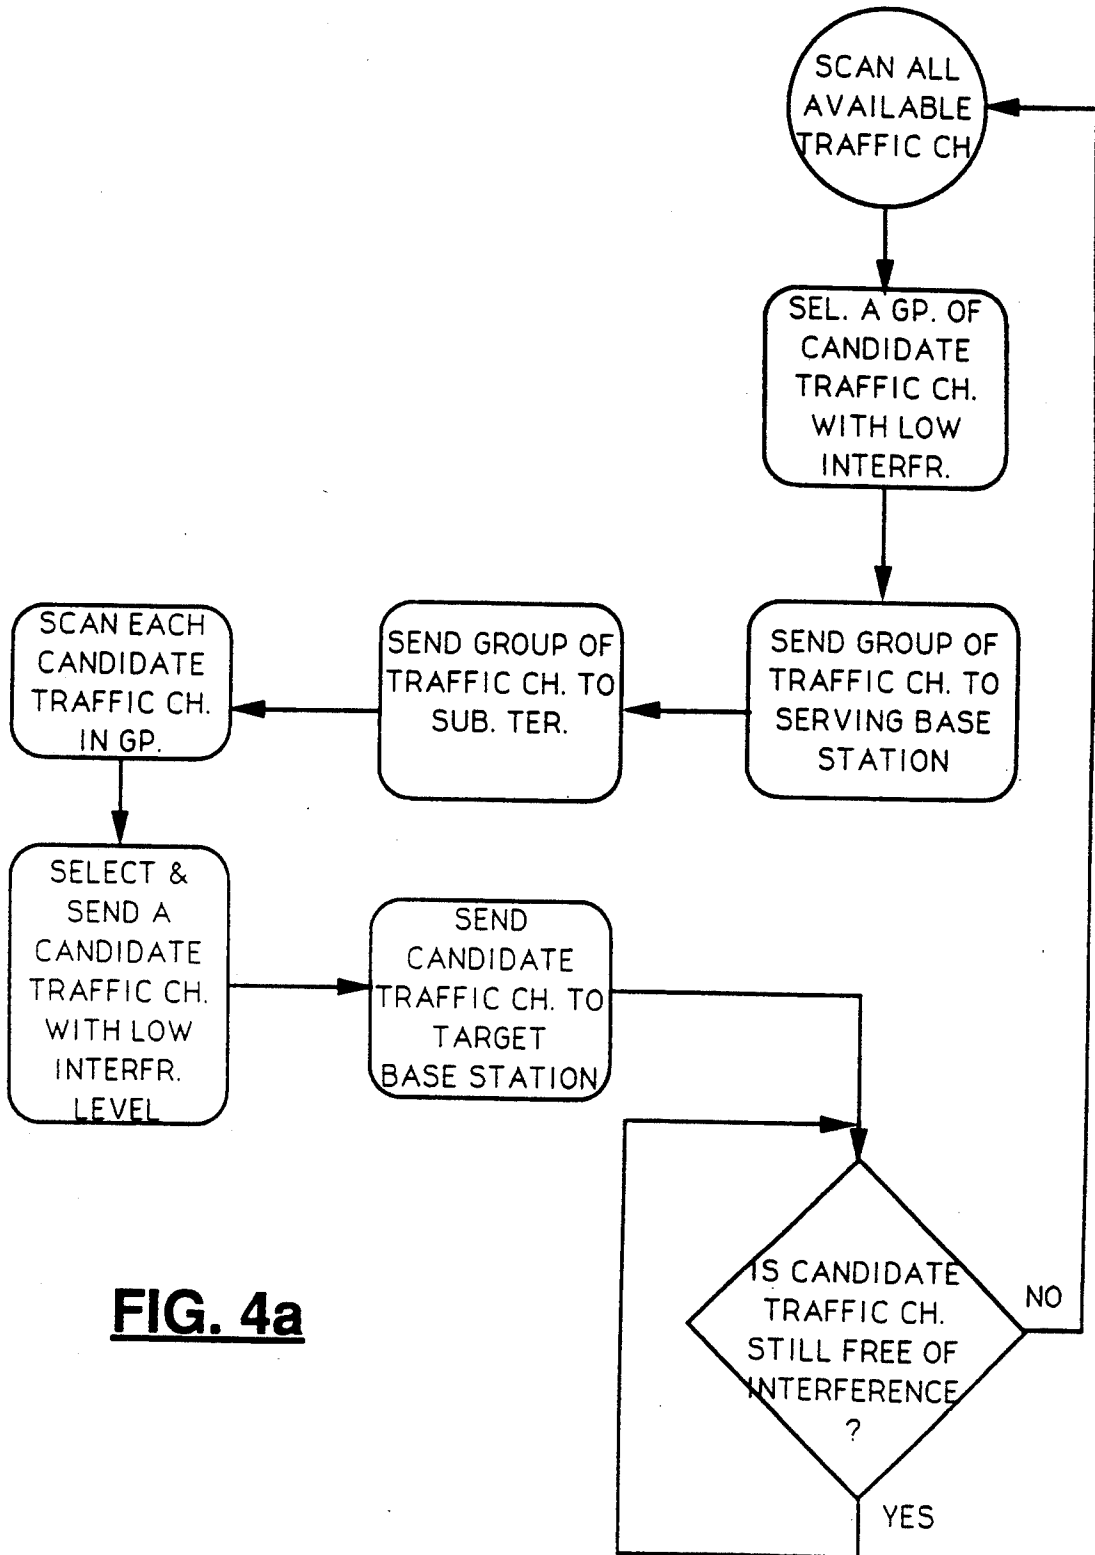 SCAN ALL
AVAILABLE
TRAFFIC CH
SEL. A GP. OF
CANDIDATE
TRAFFIC CH.
WITH LOW
INTERFR.
SEND GROUP OF
TRAFFIC CH. TO
SERVING BASE
STATION
SEND GROUP OF
TRAFFIC CH. TO
SUB. TER.
SCAN EACH
CANDIDATE
TRAFFIC CH.
IN GP.
SELECT &
SEND A
CANDIDATE
TRAFFIC CH.
WITH LOW
INTERFR.
LEVEL
SEND
CANDIDATE
TRAFFIC CH. TO
TARGET
BASE STATION
IS CANDIDATE
TRAFFIC CH.
STILL FREE OF
INTERFERENCE
?
NO
YES
FIG. 4a